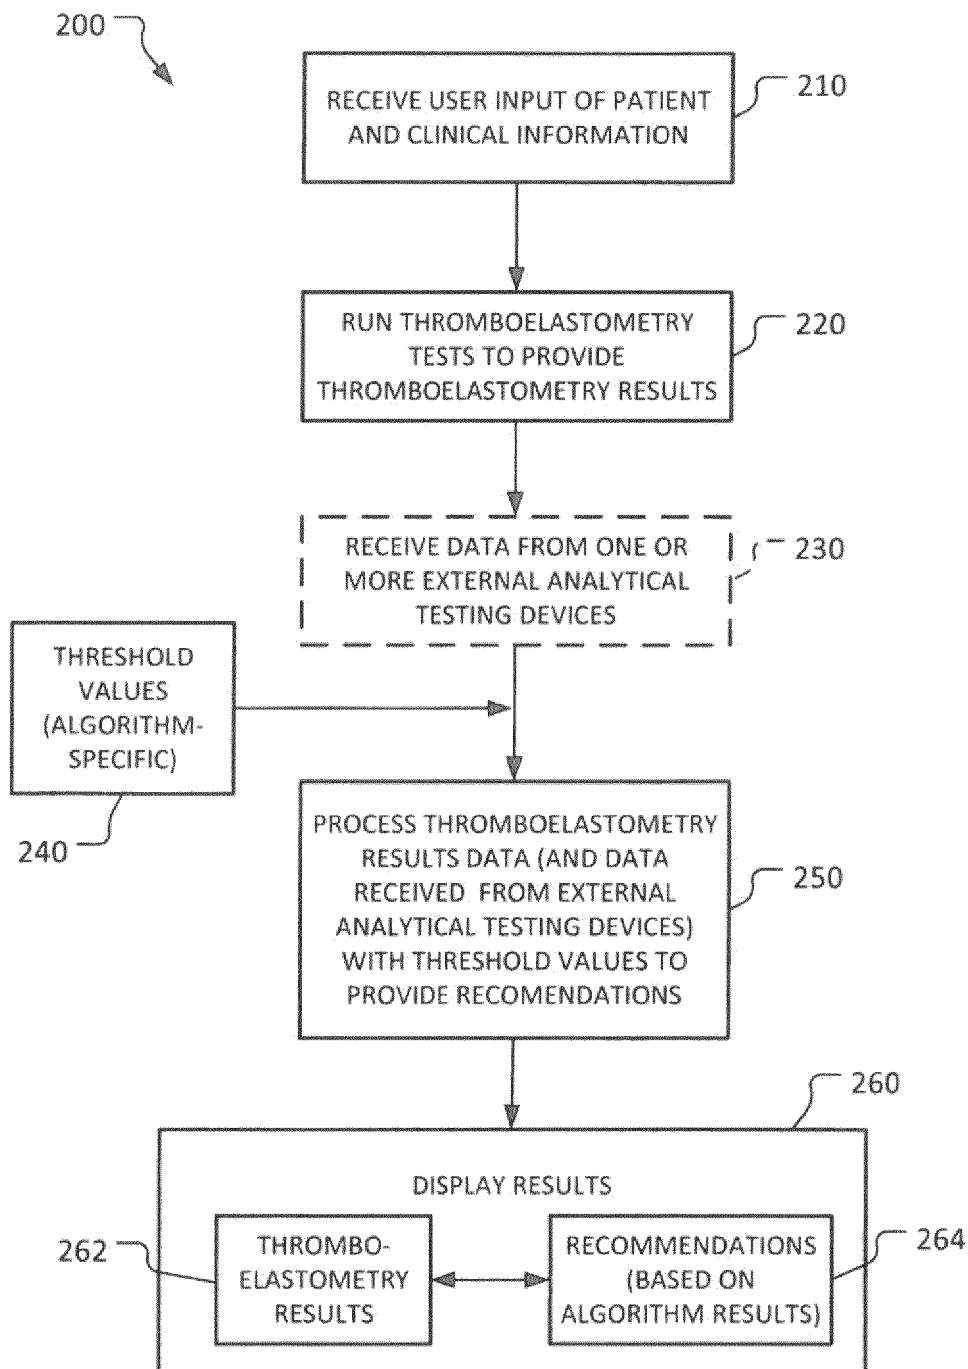 200
RECEIVE USER INPUT OF PATIENT
AND CLINICAL INFORMATION
210
RUN THROMBOELASTOMETRY
TESTS TO PROVIDE
THROMBOELASTOMETRY RESULTS
220
RECEIVE DATA FROM ONE OR
MORE EXTERNAL ANALYTICAL
TESTING DEVICES
230
THRESHOLD
VALUES
(ALGORITHM-
SPECIFIC)
240
PROCESS THROMBOELASTOMETRY
RESULTS DATA (AND DATA
RECEIVED FROM EXTERNAL
ANALYTICAL TESTING DEVICES)
WITH THRESHOLD VALUES TO
PROVIDE RECOMENDATIONS
250
260
DISPLAY RESULTS
262
THROMBO-
ELASTOMETRY
RESULTS
RECOMMENDATIONS
(BASED ON
ALGORITHM RESULTS)
264